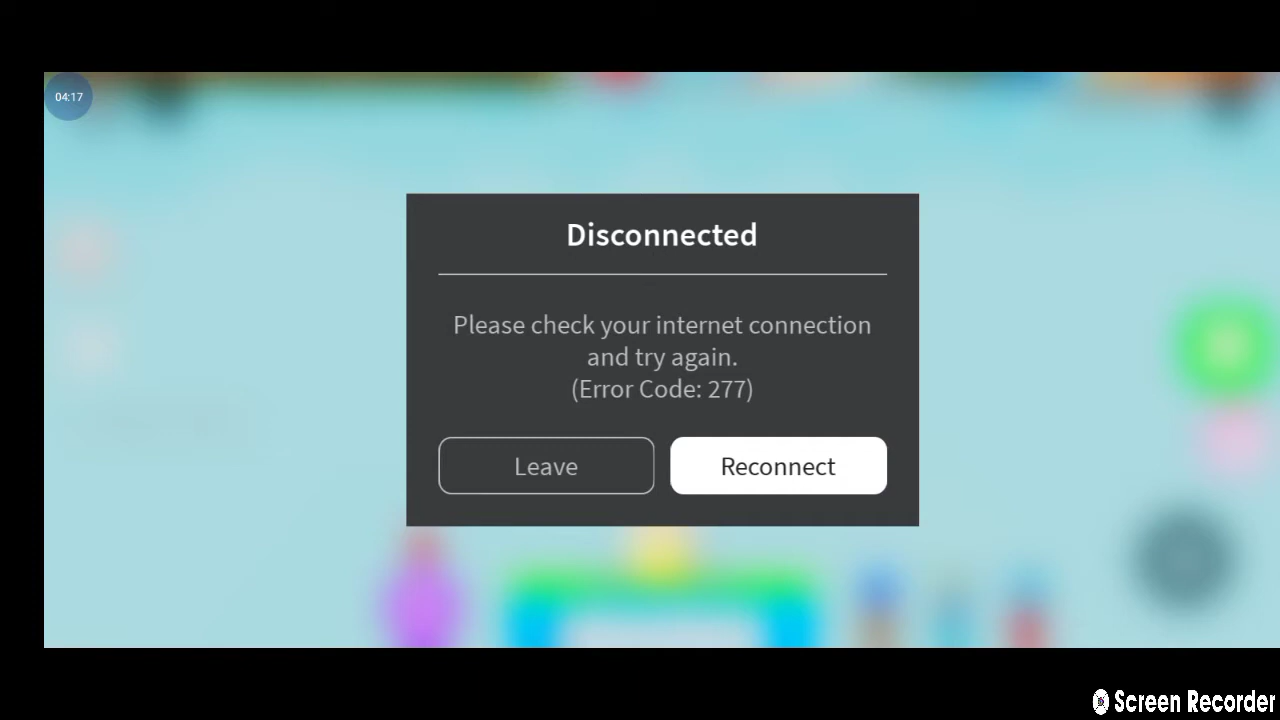 04:17
Disconnected
Please check your internet connection
and try again.
(Error Code: 277)
Leave
Reconnect
Screen Recorder